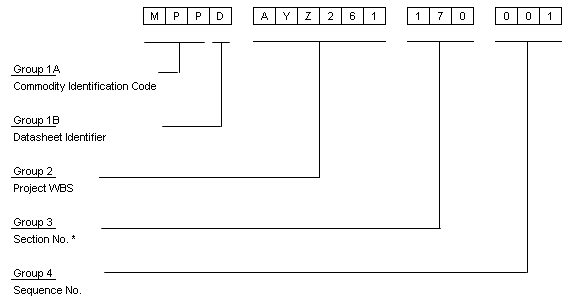 M P P D A Y Z 2 6 1 1 7 0 0 0 1
Group 1A
Commodity Identification Code
Group 1B
Datasheet Identifier
Group 2
Project WBS
Group 3
Section No. *
Group 4
Sequence No.